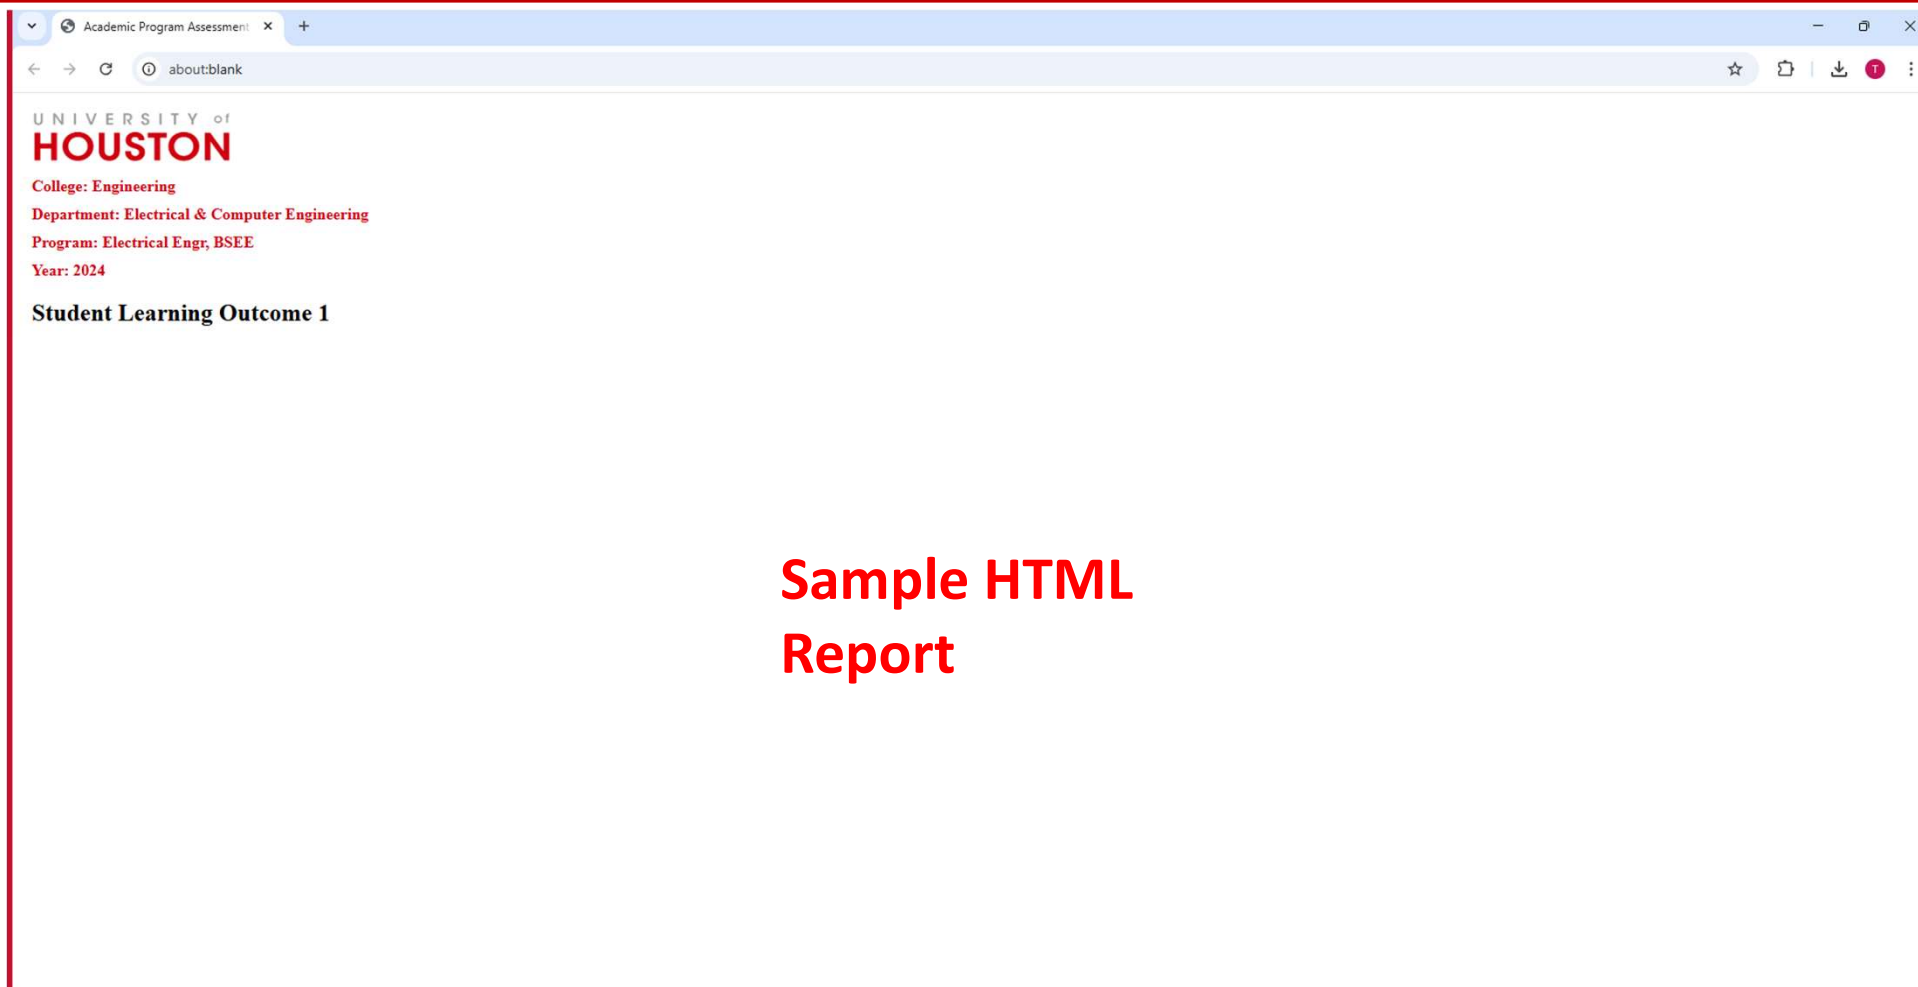 Academic Program Assessment
about:blank
T
UNIVERSITY of
HOUSTON
College: Engineering
Department: Electrical & Computer Engineering
Program: Electrical Engr, BSEE
Year: 2024
Student Learning Outcome 1
Sample HTML
Report